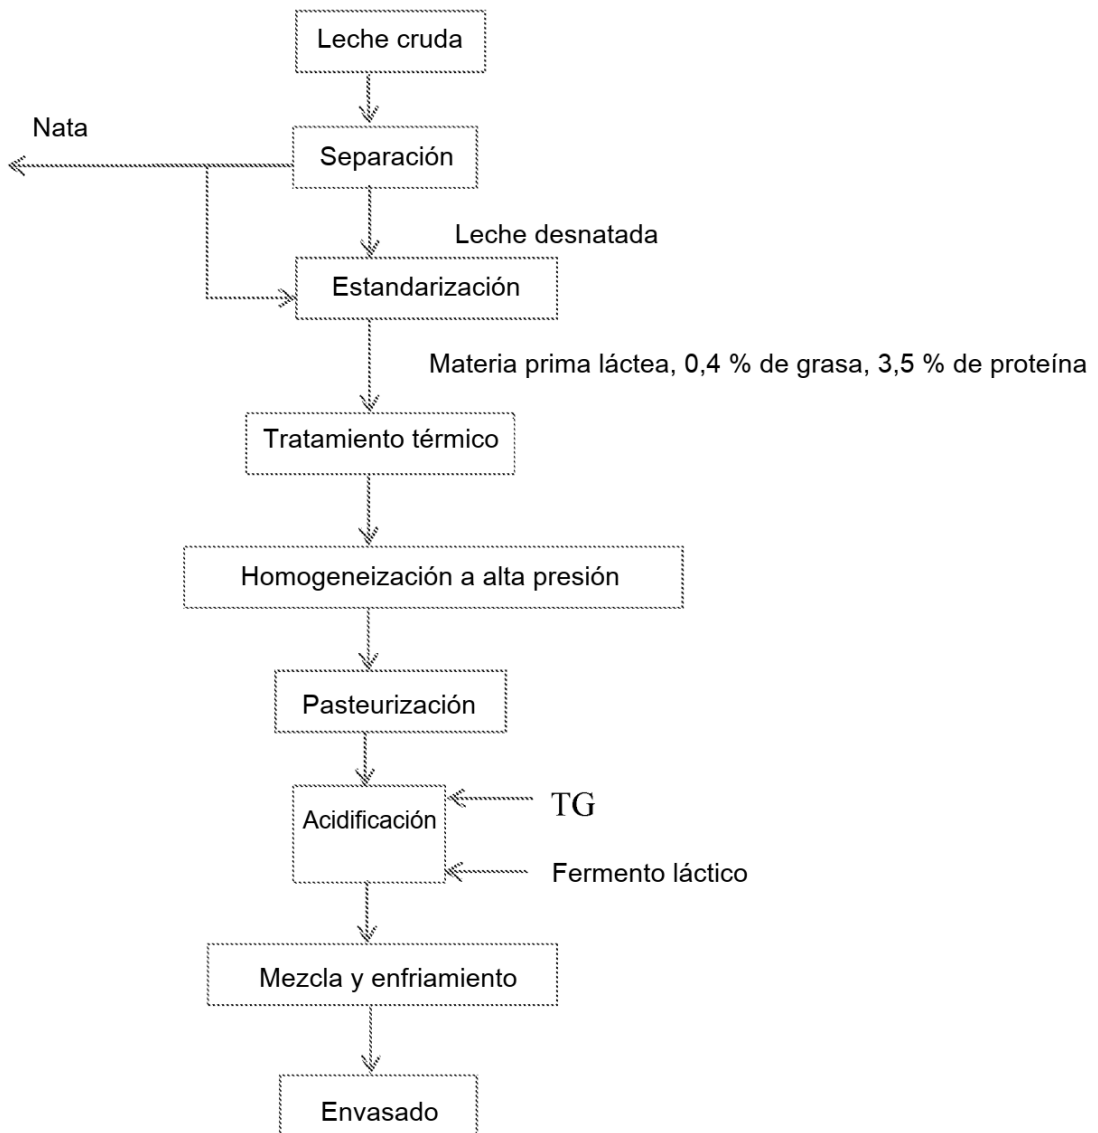 Leche cruda
Nata
Separación
Leche desnatada
Estandarización
Materia prima láctea, 0,4 % de grasa, 3,5 % de proteína
Tratamiento térmico
Homogeneización a alta presión
Pasteurización
TG
Acidificación
Fermento láctico
Mezcla y enfriamiento
Envasado